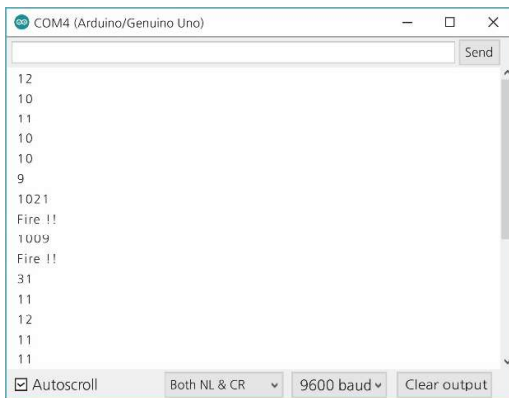 COM4 (Arduino/Genuino Uno)
Send
12
10
11
10
10
9
1021
Fire !!
1009
Fire !!
31
11
12
11
11
Autoscroll
Both NL & CR
9600 baud
Clear output